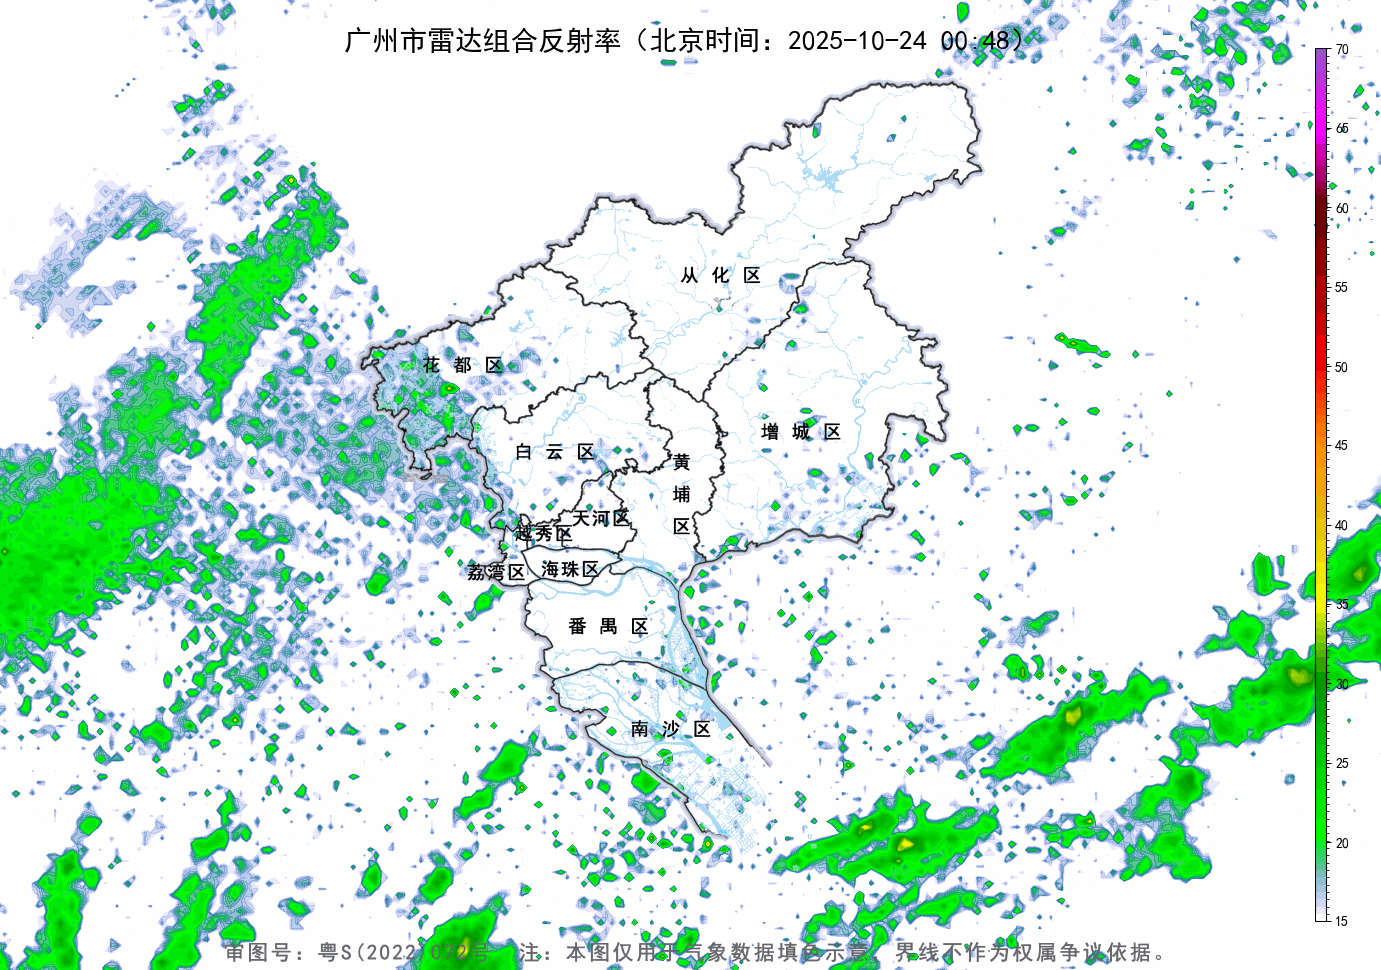 广州市雷达组合反射率（北京时间：2025-10-24 00:48）
70
65
60
55
50
45
40
35
30
25
20
15
从化区
花都区
增城区
白云区
黄埔区
天河区
越秀区
荔湾区
海珠区
番禺区
南沙区
审图号：粤S(2022)0 2号 注：本图仅用于气象数据填色示意，界线不作为权属争议依据。